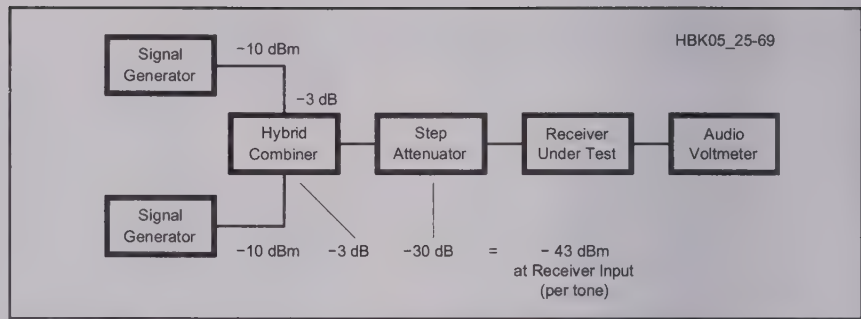 HBK05_25-69
Signal
Generator
−10 dBm
−3 dB
Hybrid
Combiner
Step
Attenuator
Receiver
Under Test
Audio
Voltmeter
Signal
Generator
−10 dBm −3 dB −30 dB = − 43 dBm
at Receiver Input
(per tone)